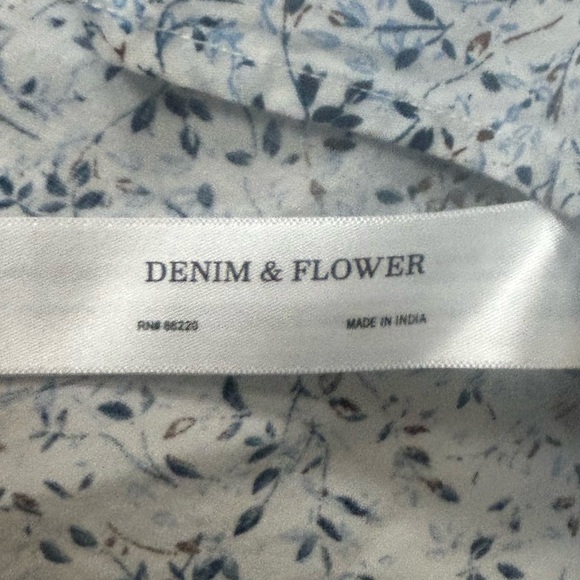 DENIM & FLOWER
RN# 86220 MADE IN INDIA